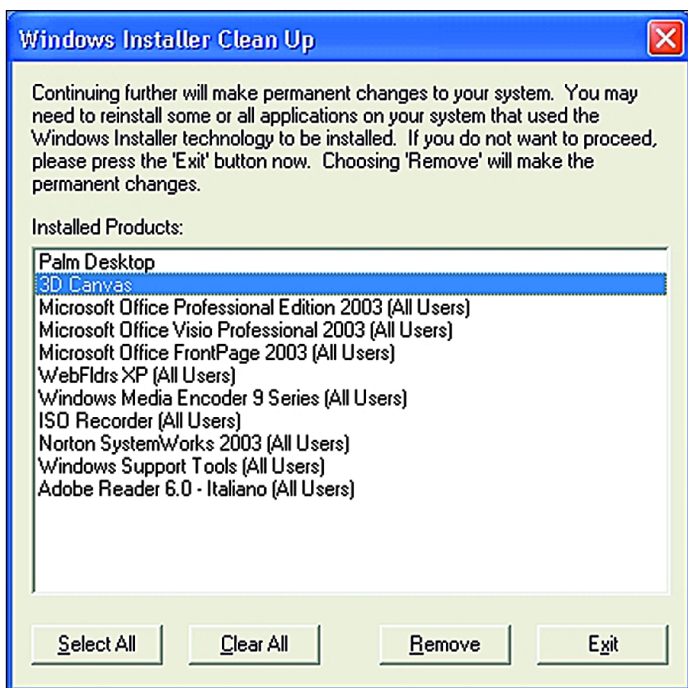 Windows Installer Clean Up
Continuing further will make permanent changes to your system. You may
need to reinstall some or all applications on your system that used the
Windows Installer technology to be installed. If you do not want to proceed,
please press the 'Exit' button now. Choosing 'Remove' will make the
permanent changes.
Installed Products:
Palm Desktop
3D Canvas
Microsoft Office Professional Edition 2003 (All Users)
Microsoft Office Visio Professional 2003 (All Users)
Microsoft Office FrontPage 2003 (All Users)
WebFldrs XP (All Users)
Windows Media Encoder 9 Series (All Users)
ISO Recorder (All Users)
Norton SystemWorks 2003 (All Users)
Windows Support Tools (All Users)
Adobe Reader 6.0 - Italiano (All Users)
Select All Clear All Remove Exit